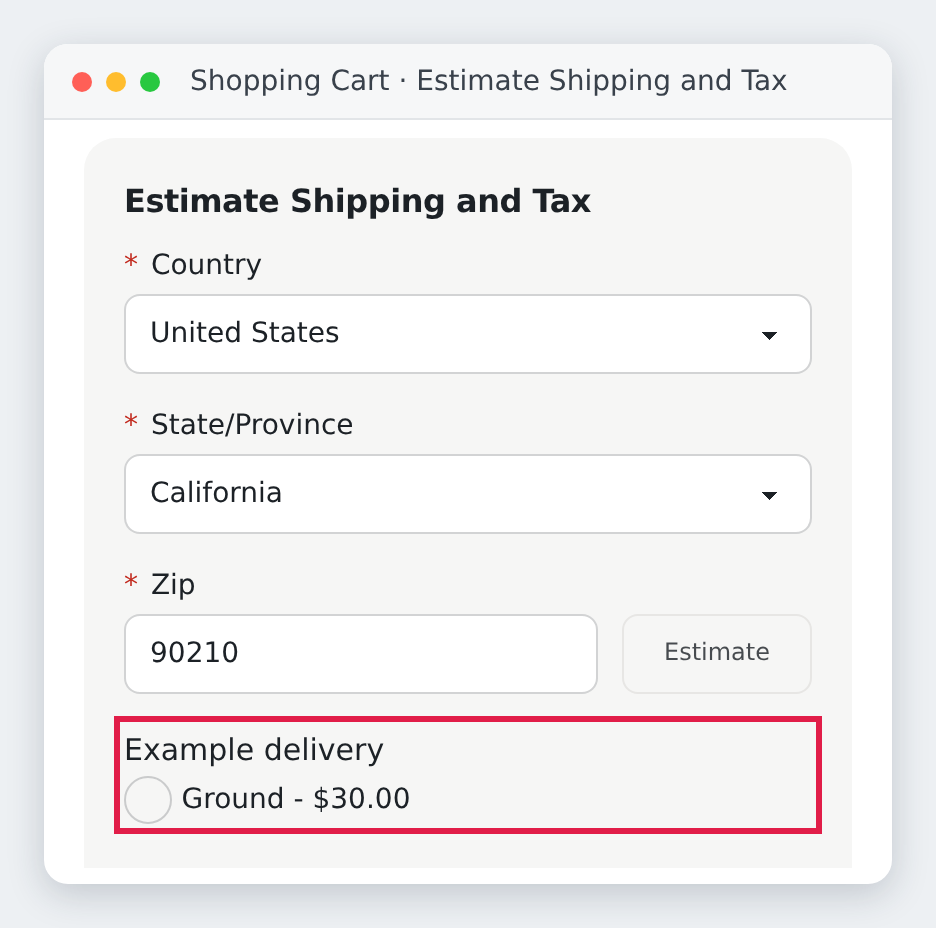 Shopping Cart · Estimate Shipping and Tax
Estimate Shipping and Tax
* Country
United States
* State/Province
California
* Zip
90210
Estimate
Example delivery
Ground - $30.00